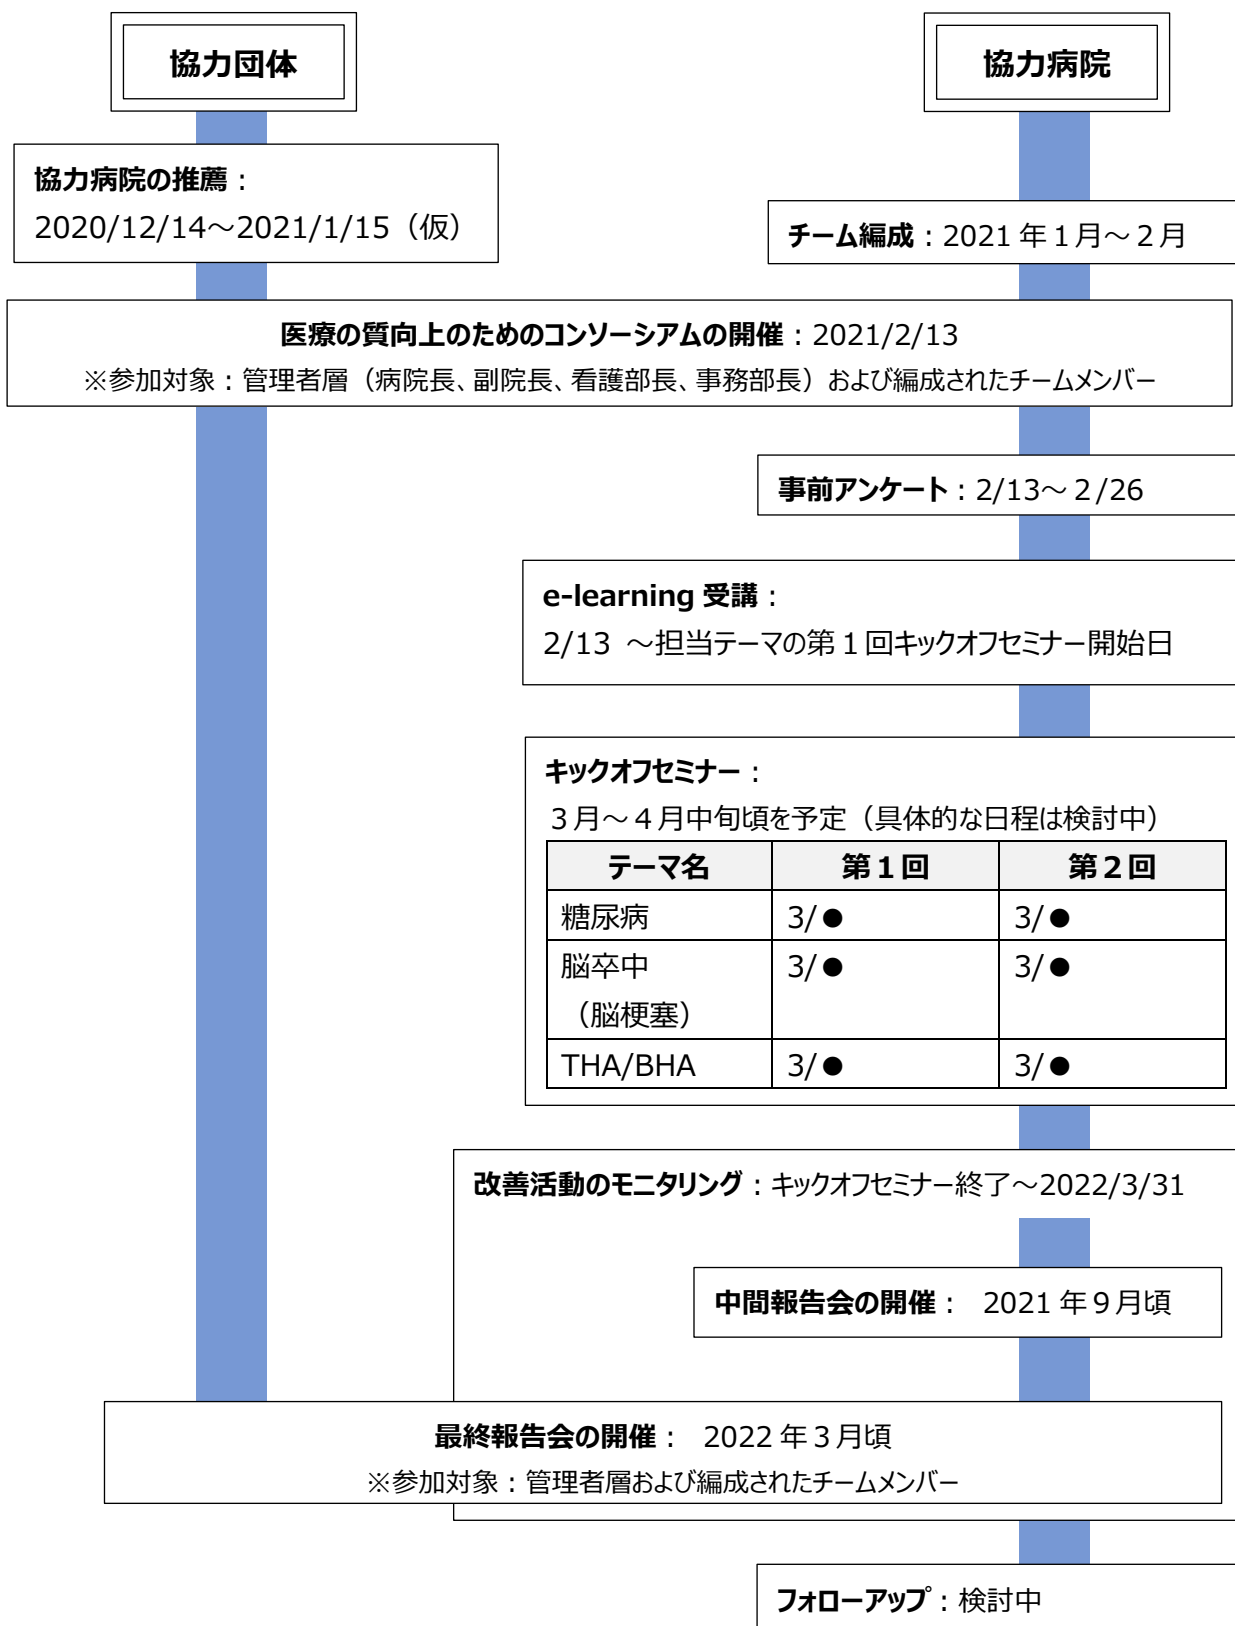 協力団体
協力病院
協力病院の推薦：
2020/12/14～2021/1/15（仮）
チーム編成：2021年１月～２月
医療の質向上のためのコンソーシアムの開催：2021/2/13
※参加対象：管理者層（病院長、副院長、看護部長、事務部長）および編成されたチームメンバー
事前アンケート：2/13～２/26
e-learning 受講：
2/13 ～担当テーマの第１回キックオフセミナー開始日
キックオフセミナー：
３月～４月中旬頃を予定（具体的な日程は検討中）
テーマ名 第１回 第２回
糖尿病 3/● 3/●
脳卒中 3/● 3/●
（脳梗塞）
THA/BHA 3/● 3/●
改善活動のモニタリング：キックオフセミナー終了～2022/3/31
中間報告会の開催： 2021年９月頃
最終報告会の開催： 2022年３月頃
※参加対象：管理者層および編成されたチームメンバー
フォローアップ：検討中